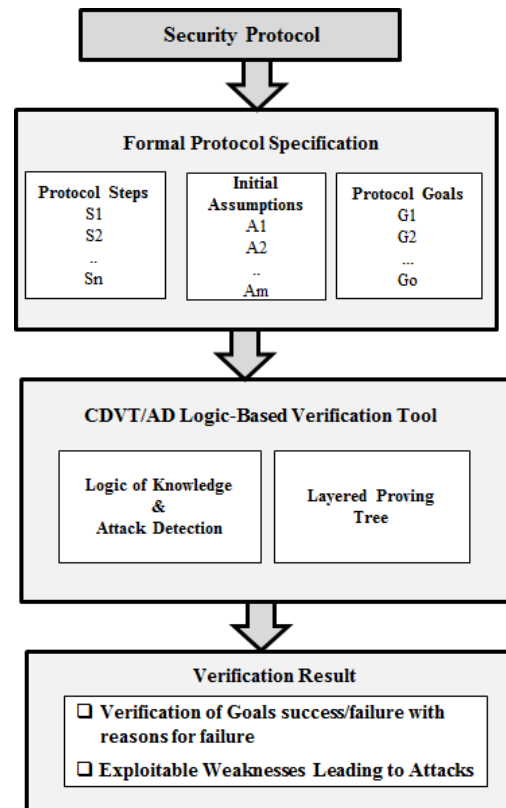 Security Protocol
Formal Protocol Specification
Protocol Steps
S1
S2
..
Sn
Initial
Assumptions
A1
A2
..
Am
Protocol Goals
G1
G2
...
Go
CDVT/AD Logic-Based Verification Tool
Logic of Knowledge
&
Attack Detection
Layered Proving
Tree
Verification Result
❑ Verification of Goals success/failure with
reasons for failure
❑ Exploitable Weaknesses Leading to Attacks